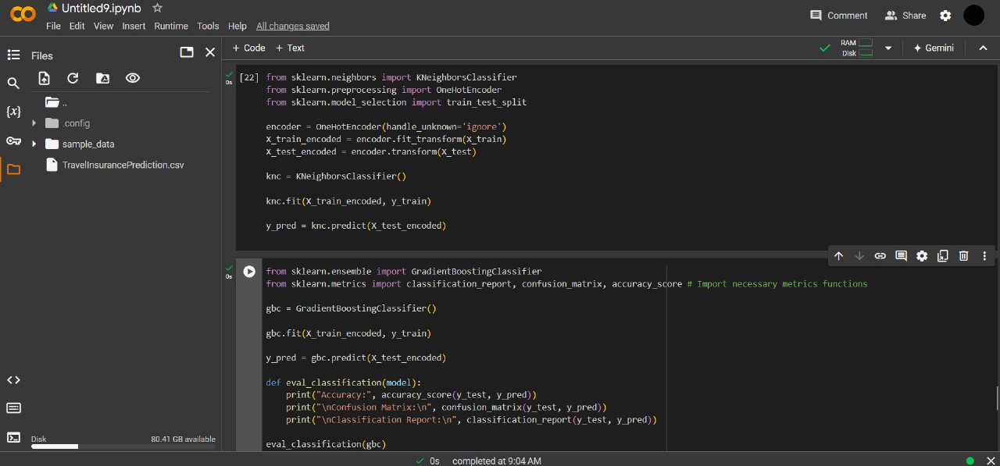 Untitled9.ipynb
File Edit View Insert Runtime Tools Help All changes saved
Comment Share
Files
+ Code + Text
RAM
Disk
Gemini
..
.config
sample_data
TravelInsurancePrediction.csv
{x}
<>
Disk 80.41 GB available
0s
[22] from sklearn.neighbors import KNeighborsClassifier
from sklearn.preprocessing import OneHotEncoder
from sklearn.model_selection import train_test_split
encoder = OneHotEncoder(handle_unknown='ignore')
X_train_encoded = encoder.fit_transform(X_train)
X_test_encoded = encoder.transform(X_test)
knc = KNeighborsClassifier()
knc.fit(X_train_encoded, y_train)
y_pred = knc.predict(X_test_encoded)
0s
from sklearn.ensemble import GradientBoostingClassifier
from sklearn.metrics import classification_report, confusion_matrix, accuracy_score # Import necessary metrics functions
gbc = GradientBoostingClassifier()
gbc.fit(X_train_encoded, y_train)
y_pred = gbc.predict(X_test_encoded)
def eval_classification(model):
print("Accuracy:", accuracy_score(y_test, y_pred))
print("\nConfusion Matrix:\n", confusion_matrix(y_test, y_pred))
print("\nClassification Report:\n", classification_report(y_test, y_pred))
eval_classification(gbc)
0s completed at 9:04 AM